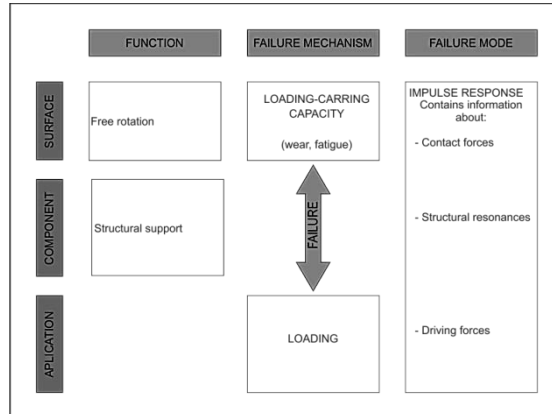 FUNCTION
FAILURE MECHANISM
FAILURE MODE
SURFACE
Free rotation
LOADING-CARRING
CAPACITY
(wear, fatigue)
IMPULSE RESPONSE
Contains information
about:
- Contact forces
COMPONENT
Structural support
FAILURE
- Structural resonances
APLICATION
LOADING
- Driving forces